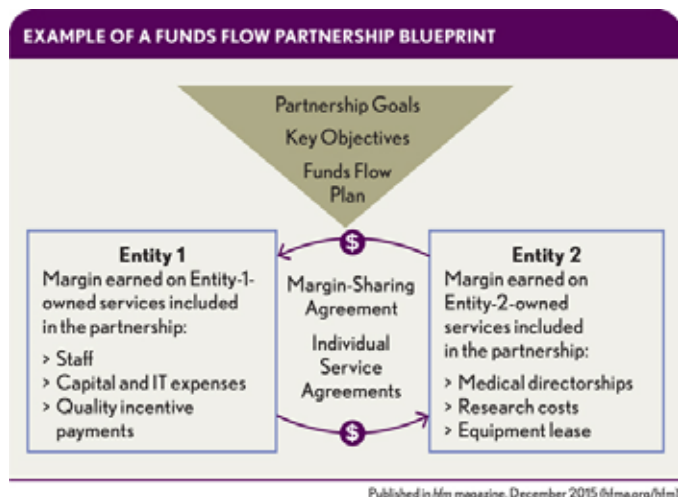 EXAMPLE OF A FUNDS FLOW PARTNERSHIP BLUEPRINT
Partnership Goals
Key Objectives
Funds Flow
Plan
$
Entity 1
Margin earned on Entity-1-
owned services included
in the partnership:
> Staff
> Capital and IT expenses
> Quality incentive
payments
Margin-Sharing
Agreement
Individual
Service
Agreements
$
Entity 2
Margin earned on
Entity-2-owned
services included
in the partnership:
> Medical directorships
> Research costs
> Equipment lease
Published in hfm magazine, December 2015 (hfma.org/hfm)